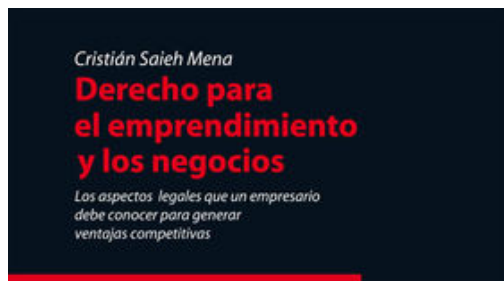 Cristián Saieh Mena
Derecho para
el emprendimiento
y los negocios
Los aspectos legales que un empresario
debe conocer para generar
ventajas competitivas